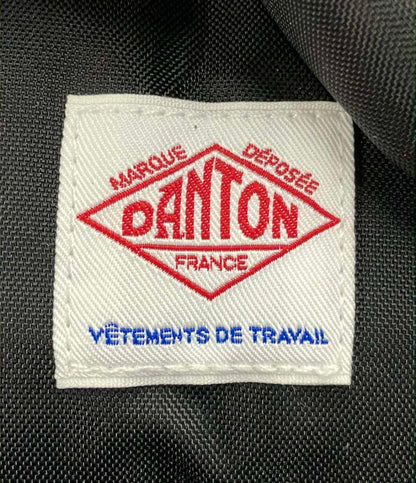 MARQUE DÉPOSÉE
DANTON
FRANCE
VÊTEMENTS DE TRAVAIL